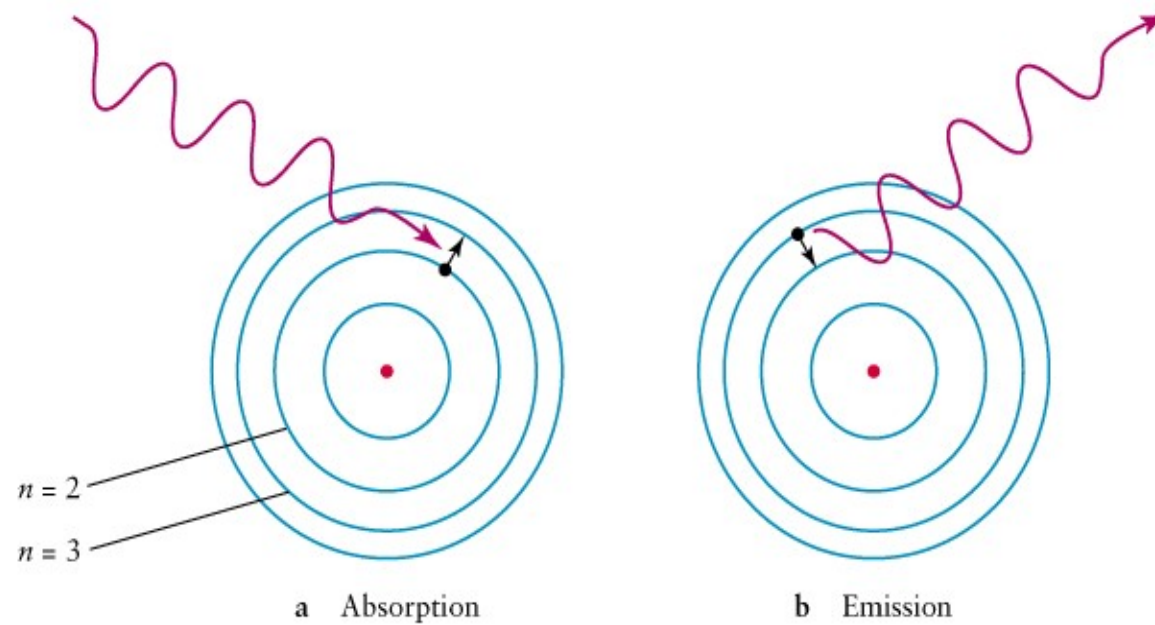 n = 2
n = 3
a Absorption
b Emission